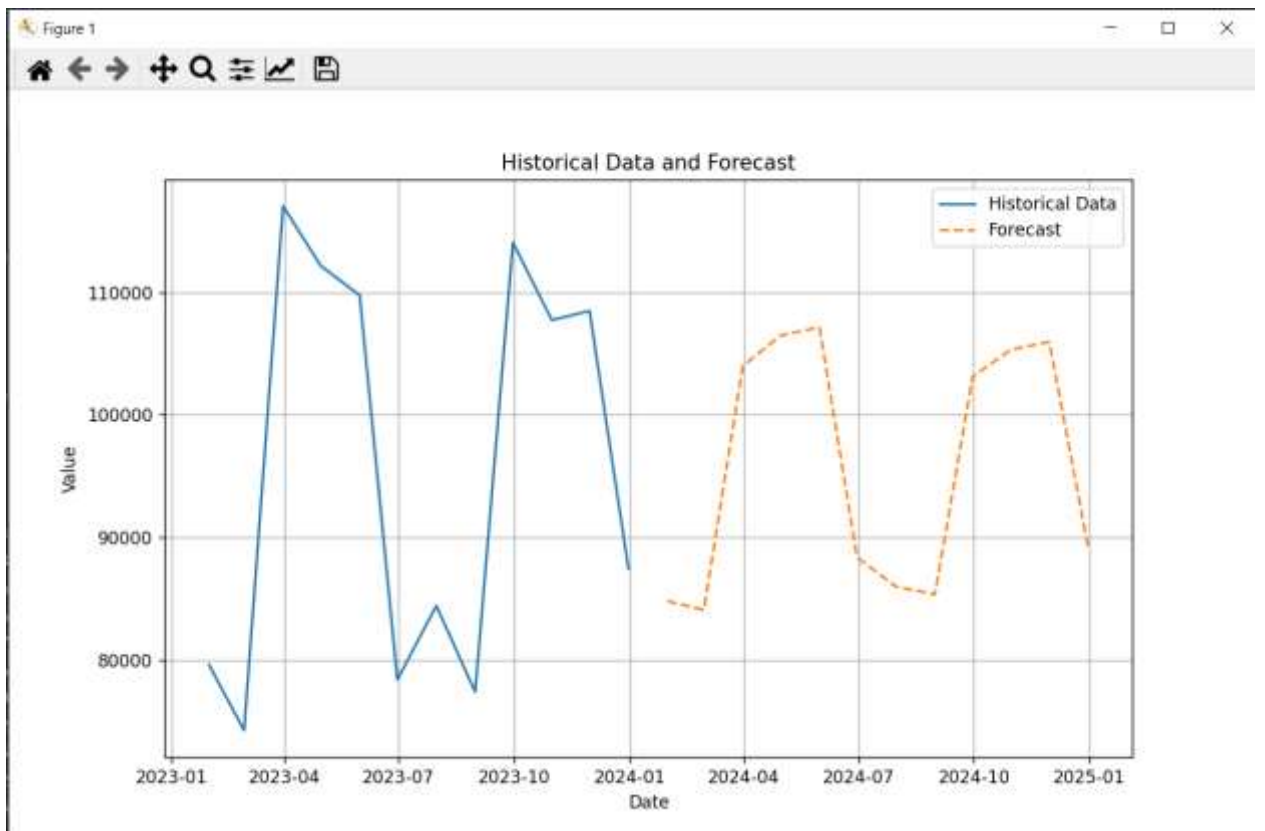 Figure 1
Historical Data and Forecast
Historical Data
Forecast
110000
100000
90000
80000
Value
2023-01 2023-04 2023-07 2023-10 2024-01 2024-04 2024-07 2024-10 2025-01
Date